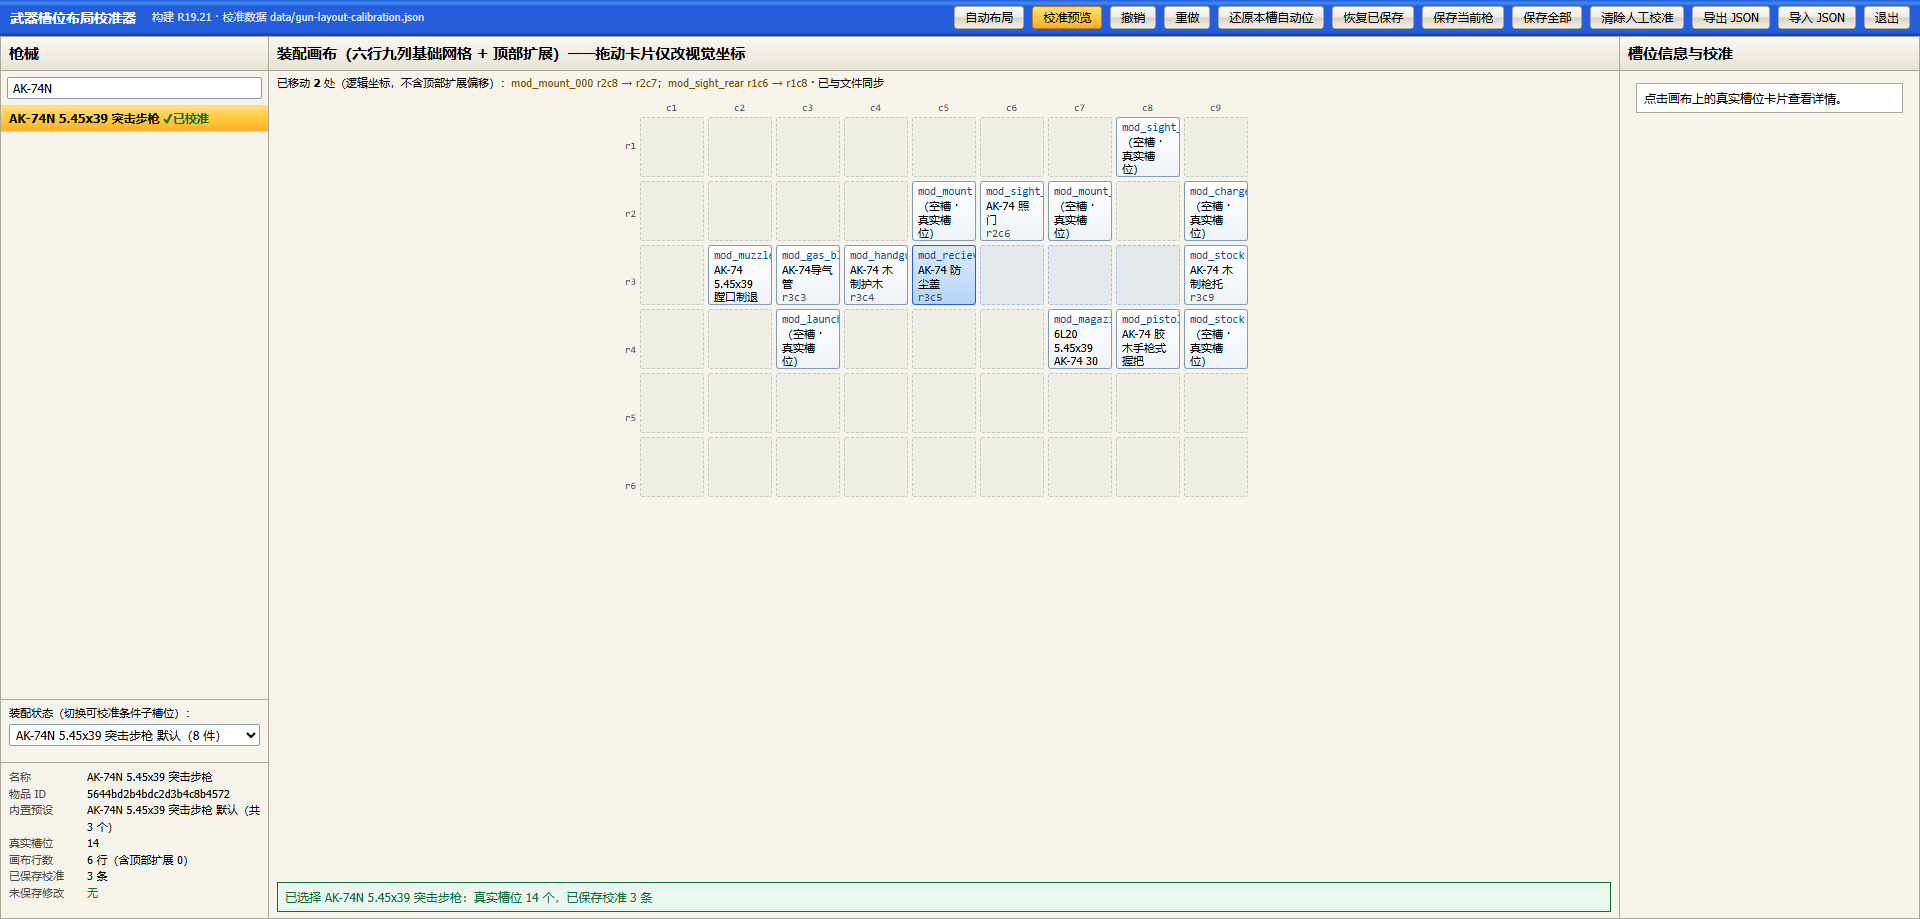 武器槽位布局校准器 构建 R19.21 · 校准数据 data/gun-layout-calibration.json 自动布局 校准预览 撤销 重做 还原本槽自动位 恢复已保存 保存当前枪 保存全部 清除人工校准 导出 JSON 导入 JSON 退出
枪械
AK-74N
AK-74N 5.45x39 突击步枪 ✓已校准
装配状态（切换可校准条件子槽位）：
AK-74N 5.45x39 突击步枪 默认（8 件）
名称 AK-74N 5.45x39 突击步枪
物品 ID 5644bd2b4bdc2d3b4c8b4572
内置预设 AK-74N 5.45x39 突击步枪 默认（共
3 个）
真实槽位 14
画布行数 6 行（含顶部扩展 0）
已保存校准 3 条
未保存修改 无
装配画布（六行九列基础网格 + 顶部扩展）——拖动卡片仅改视觉坐标
已移动 2 处（逻辑坐标，不含顶部扩展偏移）： mod_mount_000 r2c8 → r2c7； mod_sight_rear r1c6 → r1c8 · 已与文件同步
c1 c2 c3 c4 c5 c6 c7 c8 c9
r1
mod_sight_
（空槽 ·
真实槽
位）
r2
mod_mount
（空槽 ·
真实槽
位）
mod_sight_
AK-74 照
门
r2c6
mod_mount_
（空槽 ·
真实槽
位）
mod_charge
（空槽 ·
真实槽
位）
r3
mod_muzzle
AK-74
5.45x39
膛口制退
mod_gas_bl
AK-74导气
管
r3c3
mod_handgu
AK-74 木
制护木
r3c4
mod_reciev
AK-74 防
尘盖
r3c5
mod_stock
AK-74 木
制枪托
r3c9
r4
mod_launch
（空槽 ·
真实槽
位）
mod_magazi
6L20
5.45x39
AK-74 30
mod_pistol
AK-74 胶
木手枪式
握把
mod_stock
（空槽 ·
真实槽
位）
r5
r6
已选择 AK-74N 5.45x39 突击步枪：真实槽位 14 个，已保存校准 3 条
槽位信息与校准
点击画布上的真实槽位卡片查看详情。